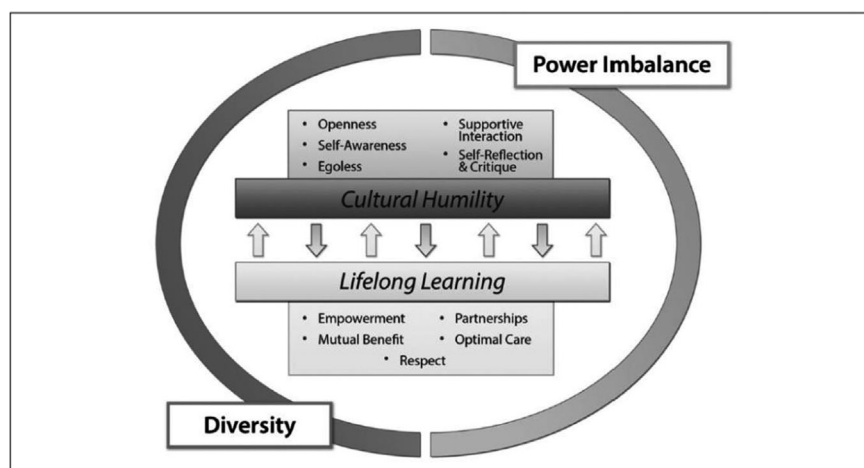 Power Imbalance
• Openness
• Self-Awareness
• Egoless
• Supportive
Interaction
• Self-Reflection
& Critique
Cultural Humility
Lifelong Learning
• Empowerment
• Mutual Benefit
• Partnerships
• Optimal Care
• Respect
Diversity